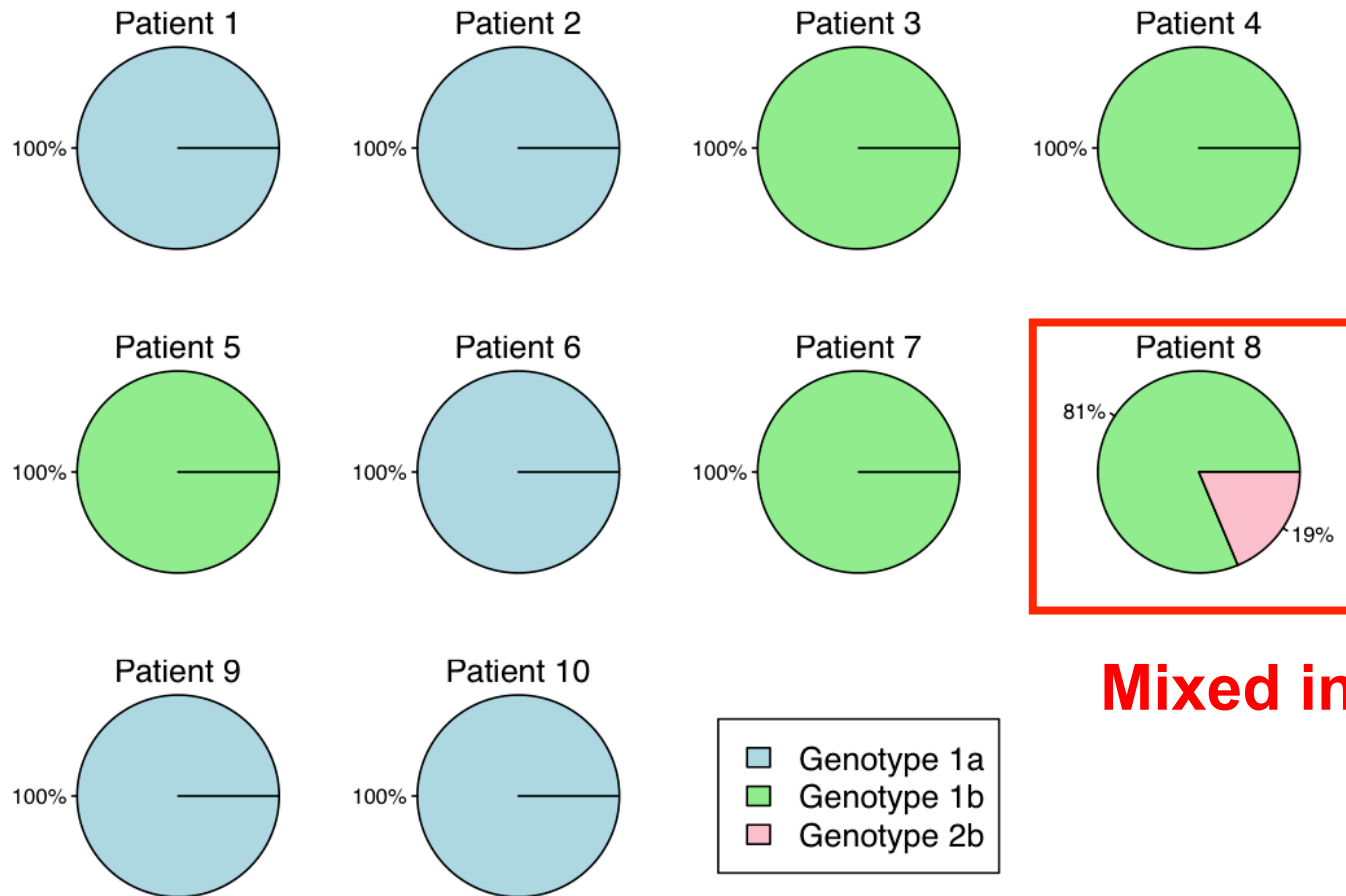 Patient 1
Patient 2
Patient 3
Patient 4
100%
100%
100%
100%
Patient 5
Patient 6
Patient 7
Patient 8
100%
100%
100%
81%
19%
Patient 9
Patient 10
Mixed in
100%
100%
Genotype 1a
Genotype 1b
Genotype 2b